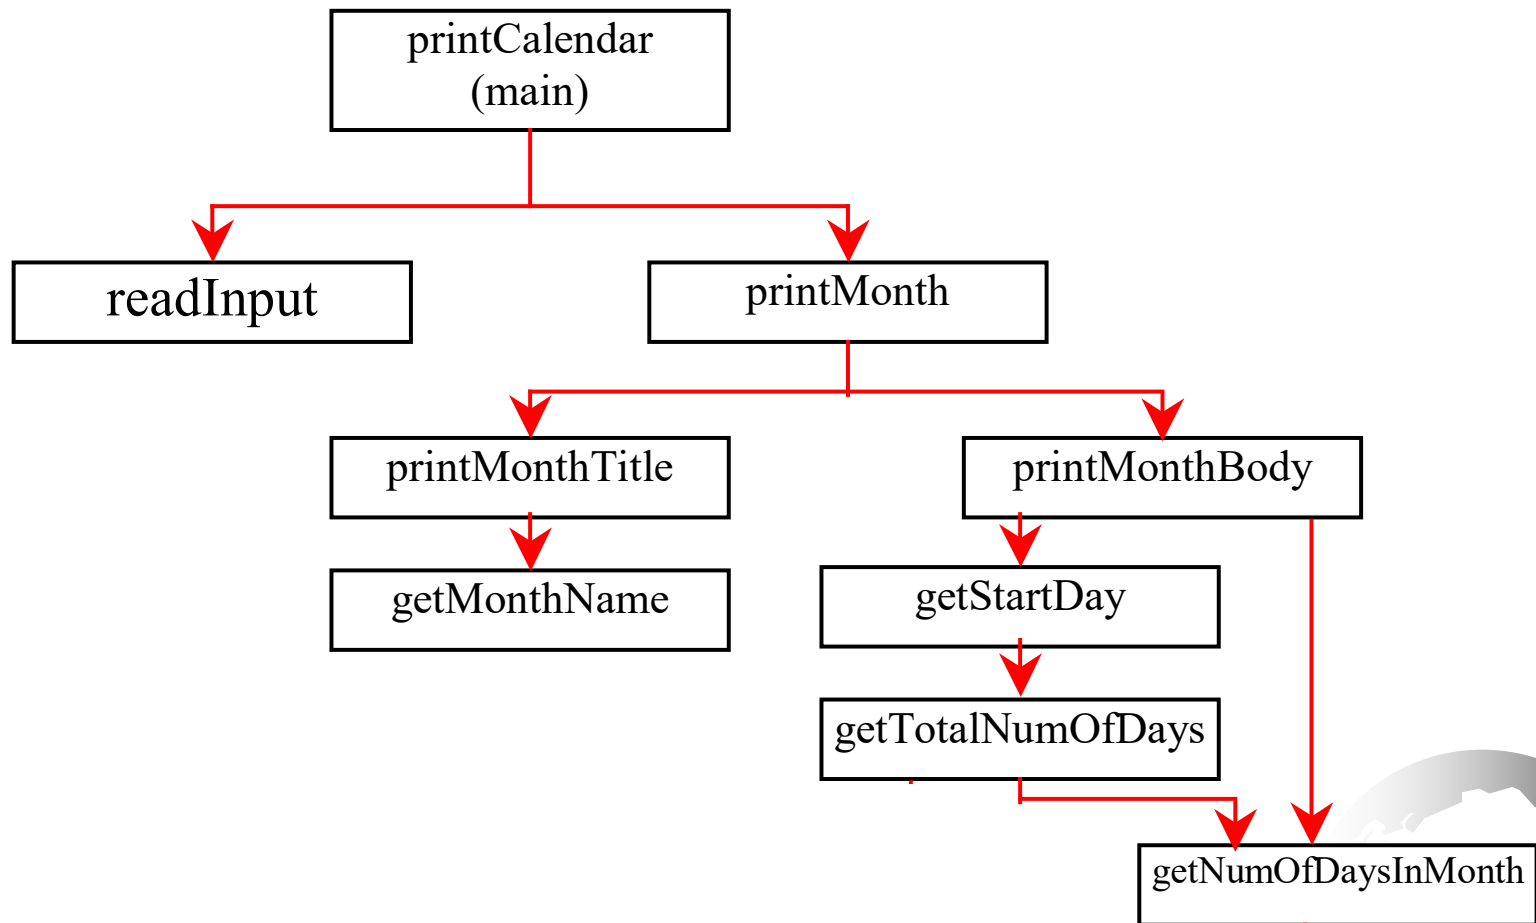 printCalendar
(main)
readInput
printMonth
printMonthTitle
printMonthBody
getMonthName
getStartDay
getTotalNumOfDays
getNumOfDaysInMonth